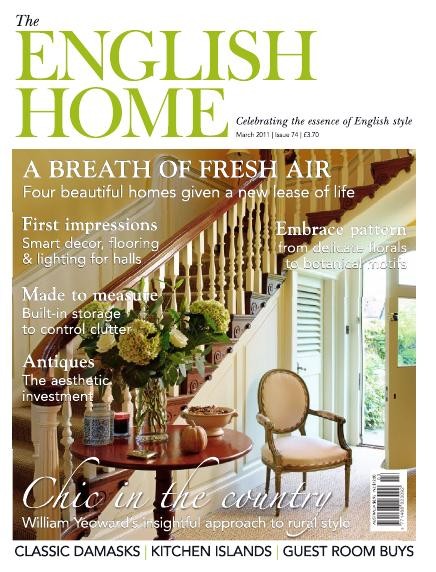 The
ENGLISH
HOME
Celebrating the essence of English style
March 2011 | Issue 74 | £3.70
A BREATH OF FRESH AIR
Four beautiful homes given a new lease of life
First impressions
Smart decor, flooring
& lighting for halls
Embrace pattern
from delicate florals
to botanical motifs
Made to measure
Built-in storage
to control clutter
Antiques
The aesthetic
investment
Chic in the country
William Yeoward's insightful approach to rural style
CLASSIC DAMASKS | KITCHEN ISLANDS | GUEST ROOM BUYS